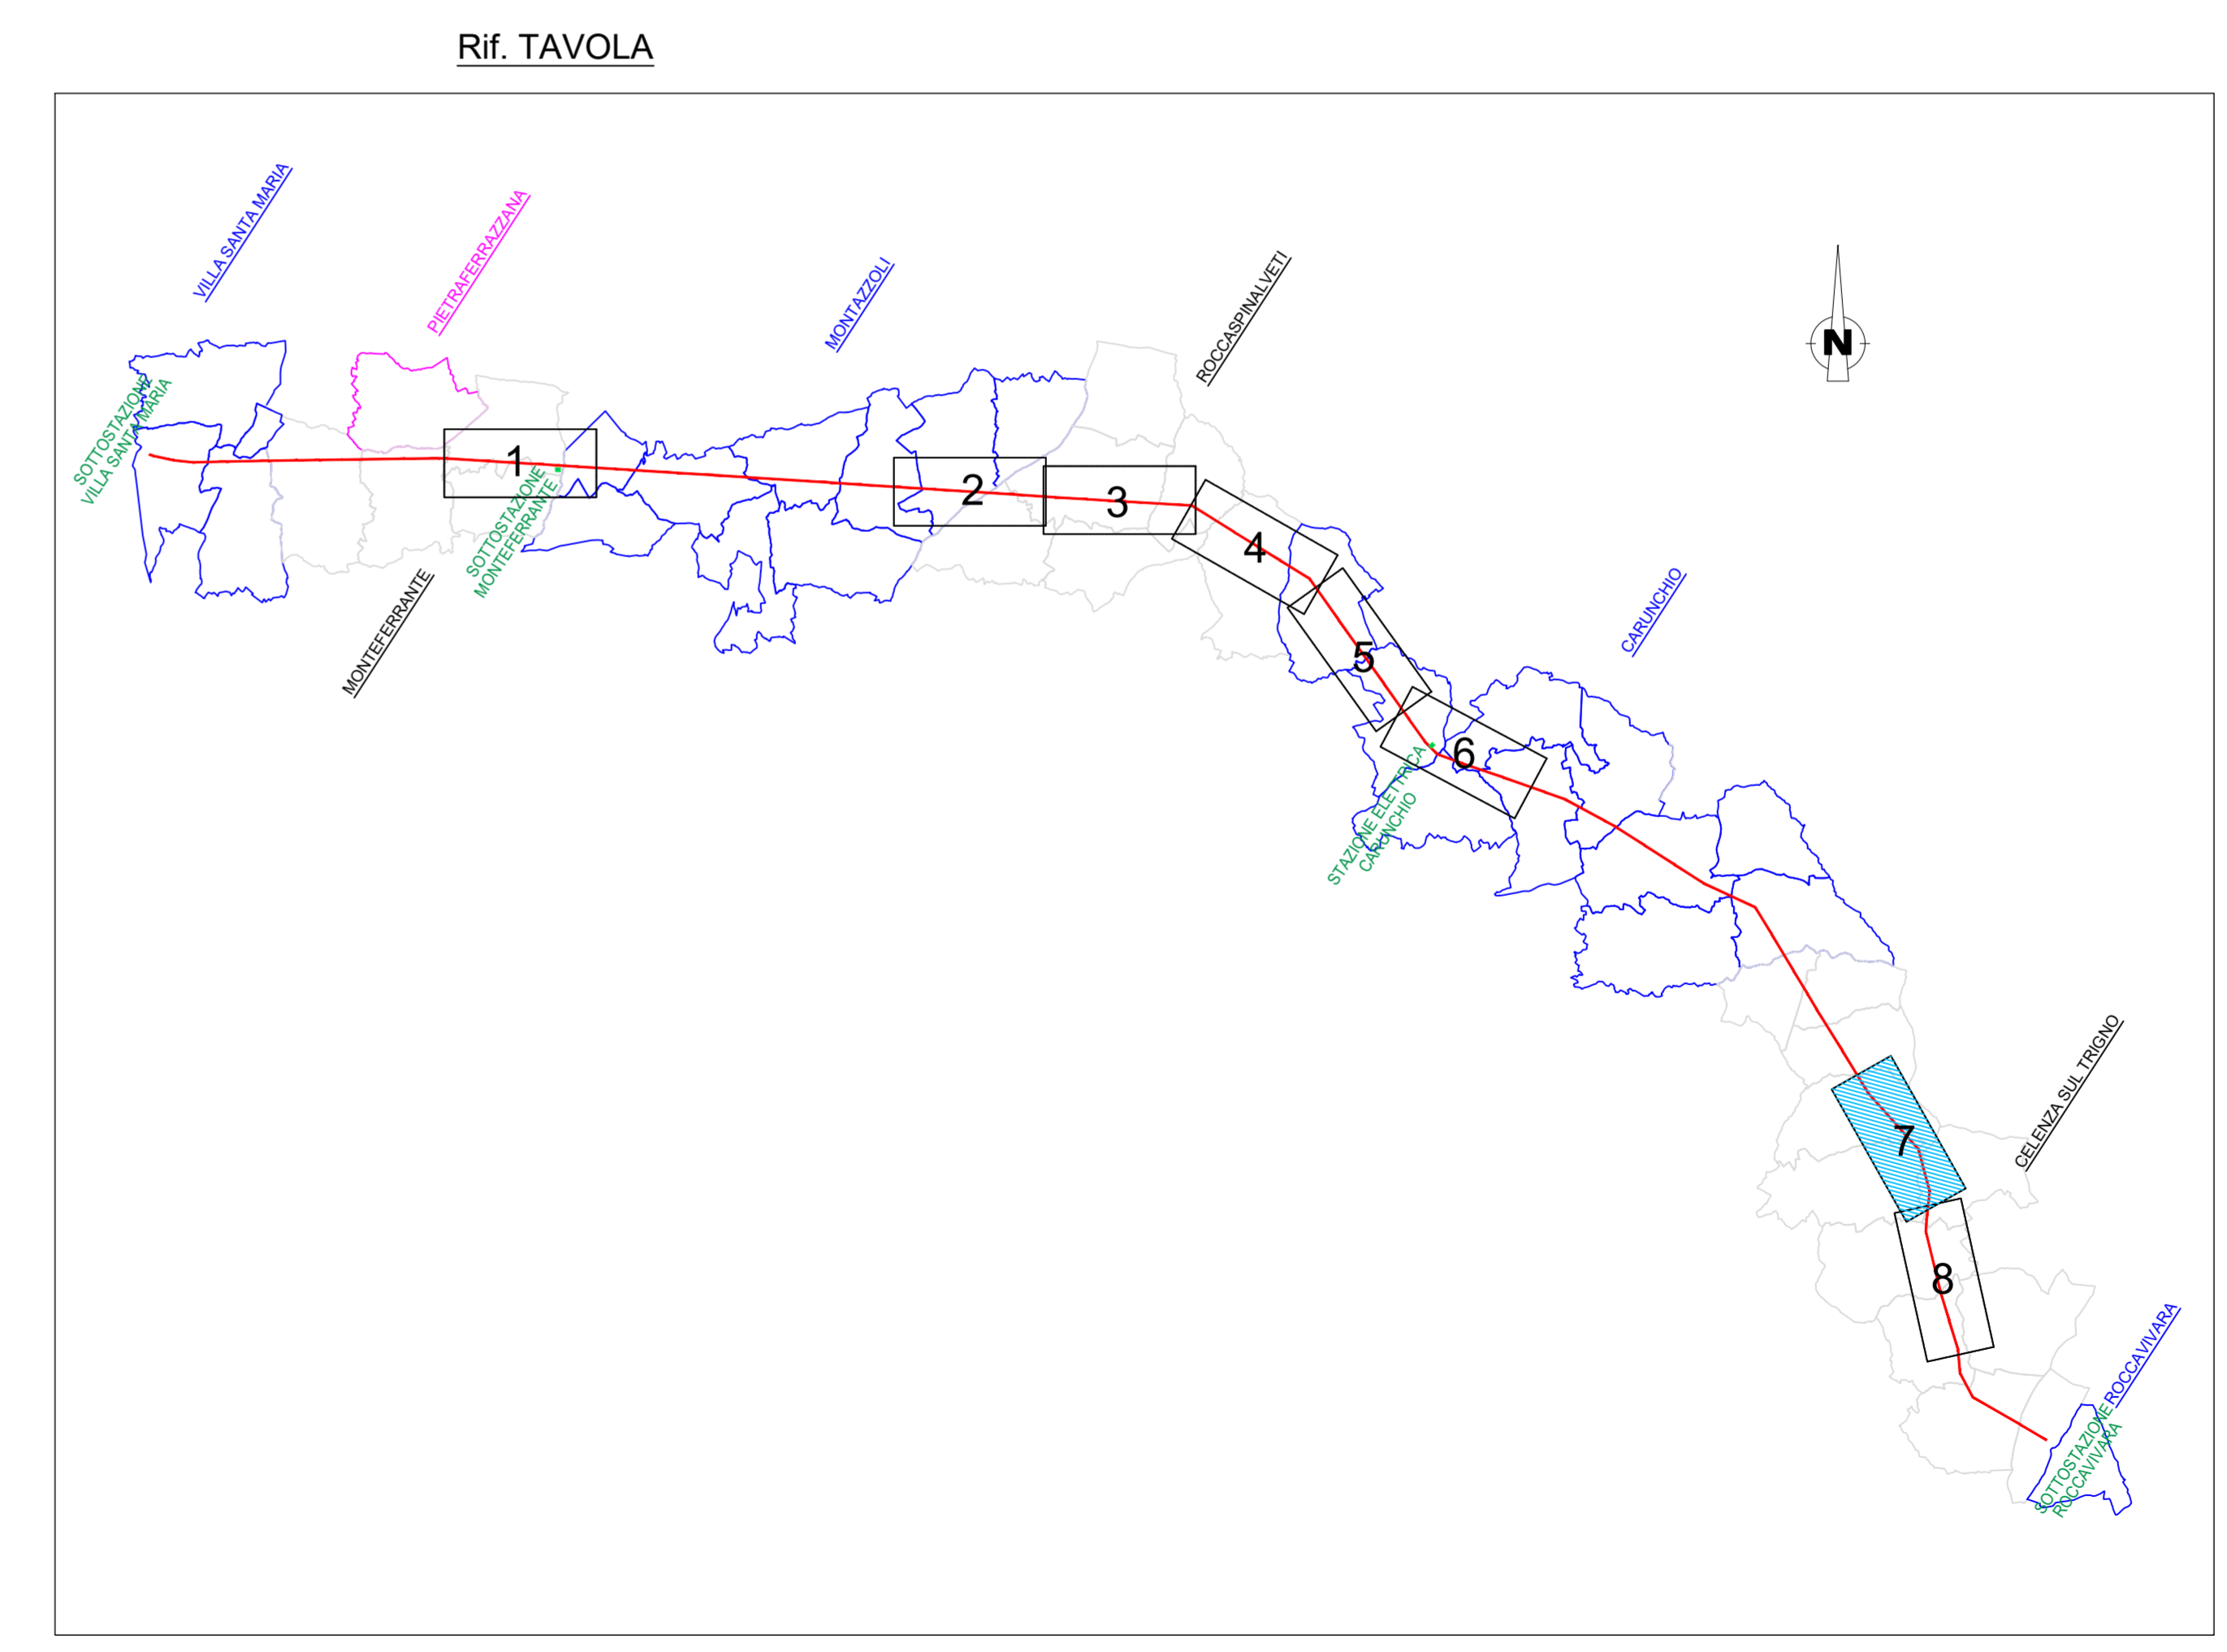 Rif. TAVOLA
VILLA SANTA MARIA
PIETRAFERRAZZANA
MONTAZZOLI
ROCCASPINALVETI
N
SOTTOSTAZIONE
VILLA SANTA MARIA
1
2
3
4
SOTTOSTAZIONE
MONTEFERRANTE
MONTEFERRANTE
5
CARUNCHIO
6
STAZIONE ELETTRICA
CARUNCHIO
7
CELENZA SUL TRIGNO
8
ROCCAVIVARA
SOTTOSTAZIONE
ROCCAVIVARA